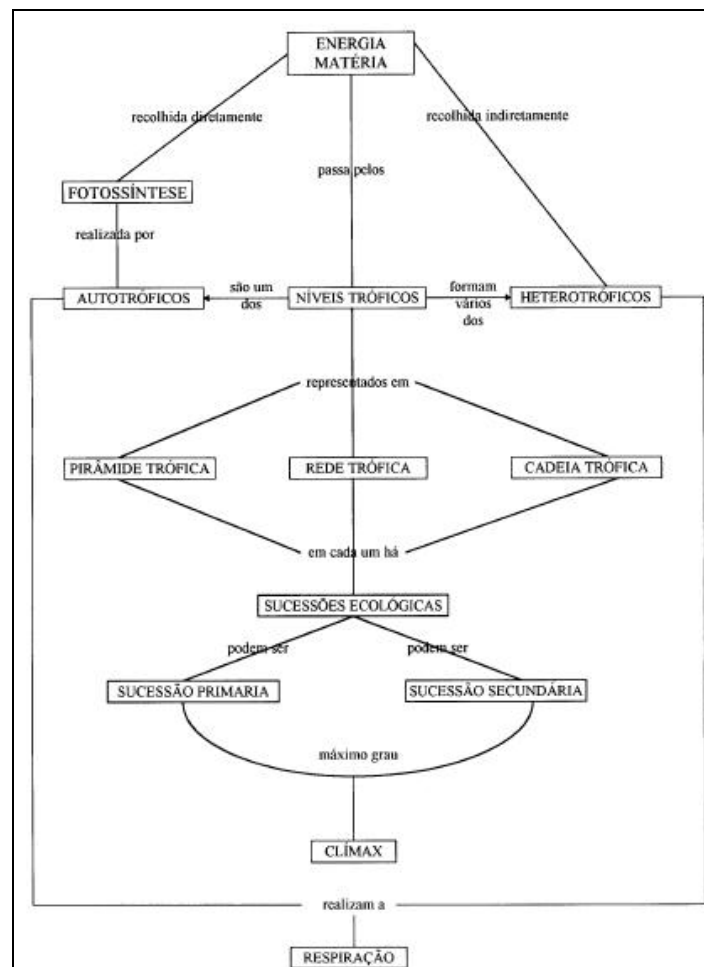 ENERGIA
MATÉRIA
recolhida diretamente
recolhida indiretamente
passa pelos
FOTOSSÍNTESE
realizada por
AUTOTRÓFICOS
são um
dos
NÍVEIS TRÓFICOS
formam
vários
dos
HETEROTRÓFICOS
representados em
PIRÂMIDE TRÓFICA
REDE TRÓFICA
CADEIA TRÓFICA
em cada um há
SUCESSÕES ECOLÓGICAS
podem ser
podem ser
SUCESSÃO PRIMARIA
SUCESSÃO SECUNDÁRIA
máximo grau
CLÍMAX
realizam a
RESPIRAÇÃO